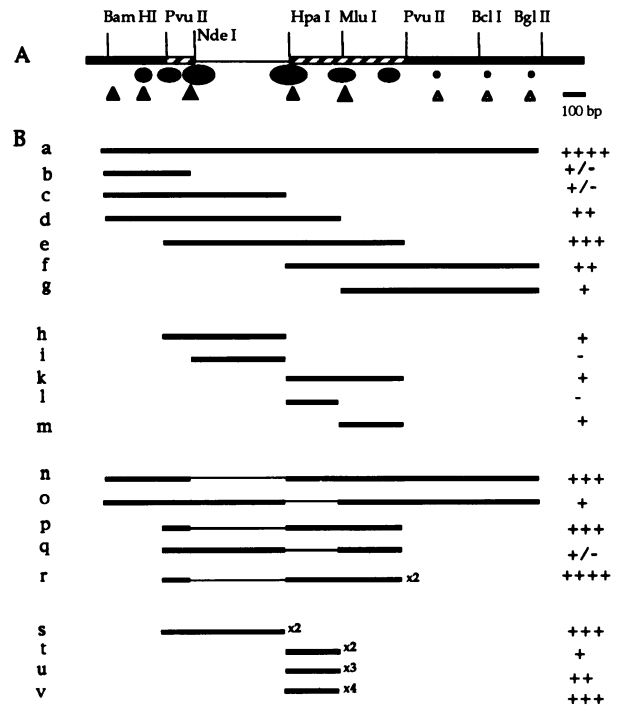 Bam HI Pvu II Hpa I Mlu I Pvu II Bcl I Bgl II
Nde I
A
100 bp
B
a ++++
b +/-
c +/-
d ++
e +++
f ++
g +
h +
i -
k +
l -
m +
n +++
o +
p +++
q +/-
r x2 ++++
s x2 +++
t x2 +
u x3 ++
v x4 +++